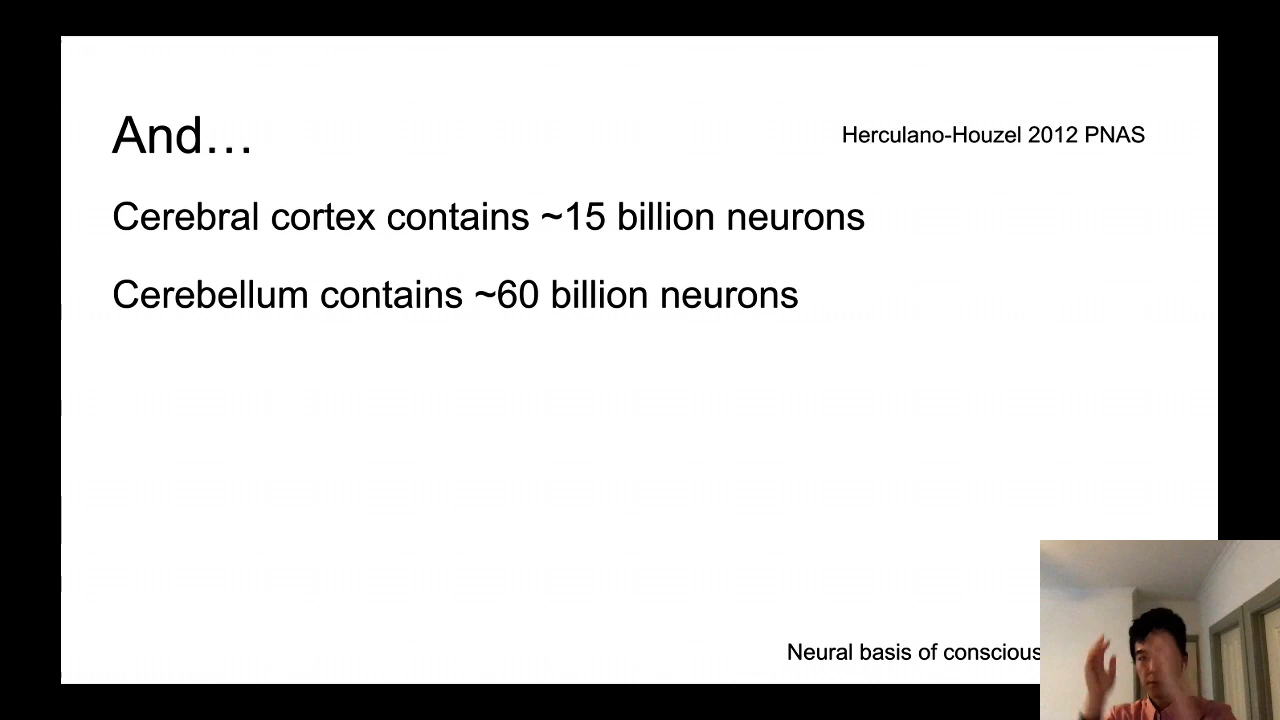 And…
Herculano-Houzel 2012 PNAS
Cerebral cortex contains ~15 billion neurons
Cerebellum contains ~60 billion neurons
Neural basis of conscious